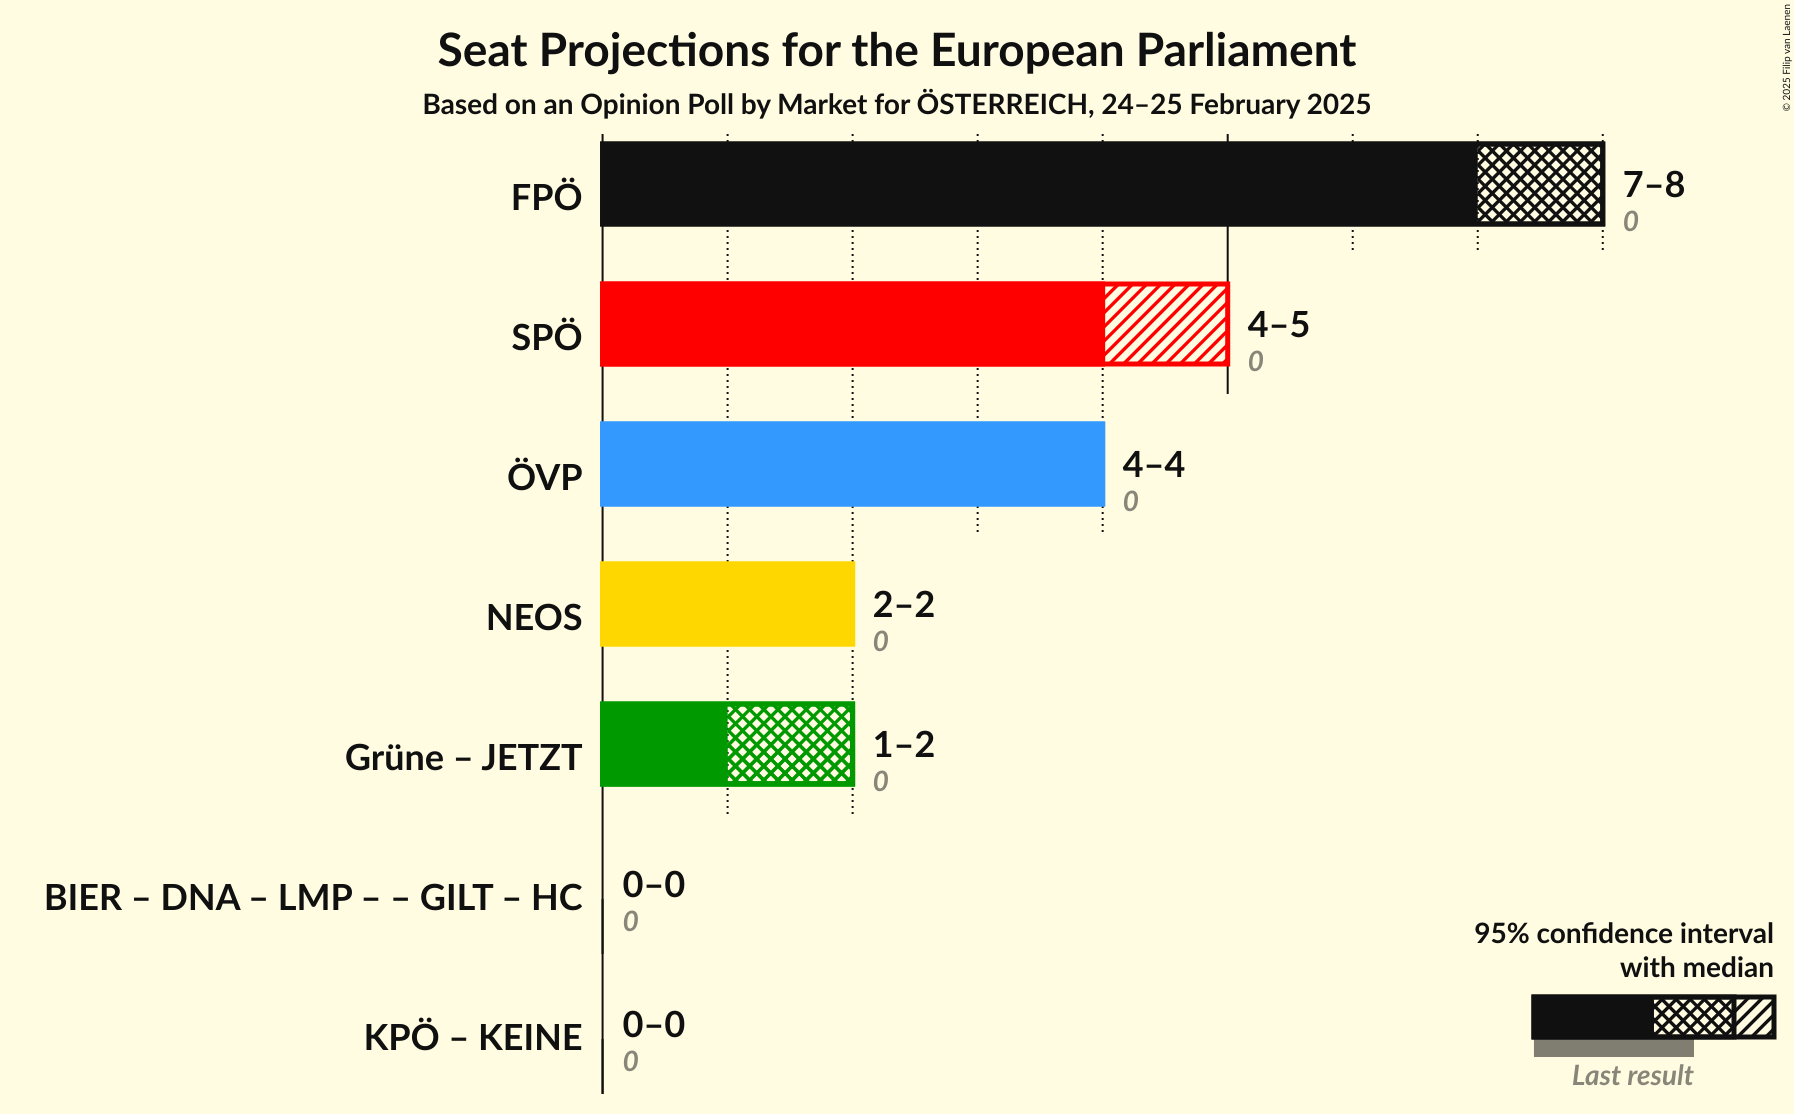 Seat Projections for the European Parliament
Based on an Opinion Poll by Market for ÖSTERREICH, 24–25 February 2025
© 2025 Filip van Laenen
FPÖ
7–8
0
SPÖ
4–5
0
ÖVP
4–4
0
NEOS
2–2
0
Grüne – JETZT
1–2
0
BIER – DNA – LMP – – GILT – HC
0–0
0
KPÖ – KEINE
0–0
0
95% confidence interval
with median
Last result